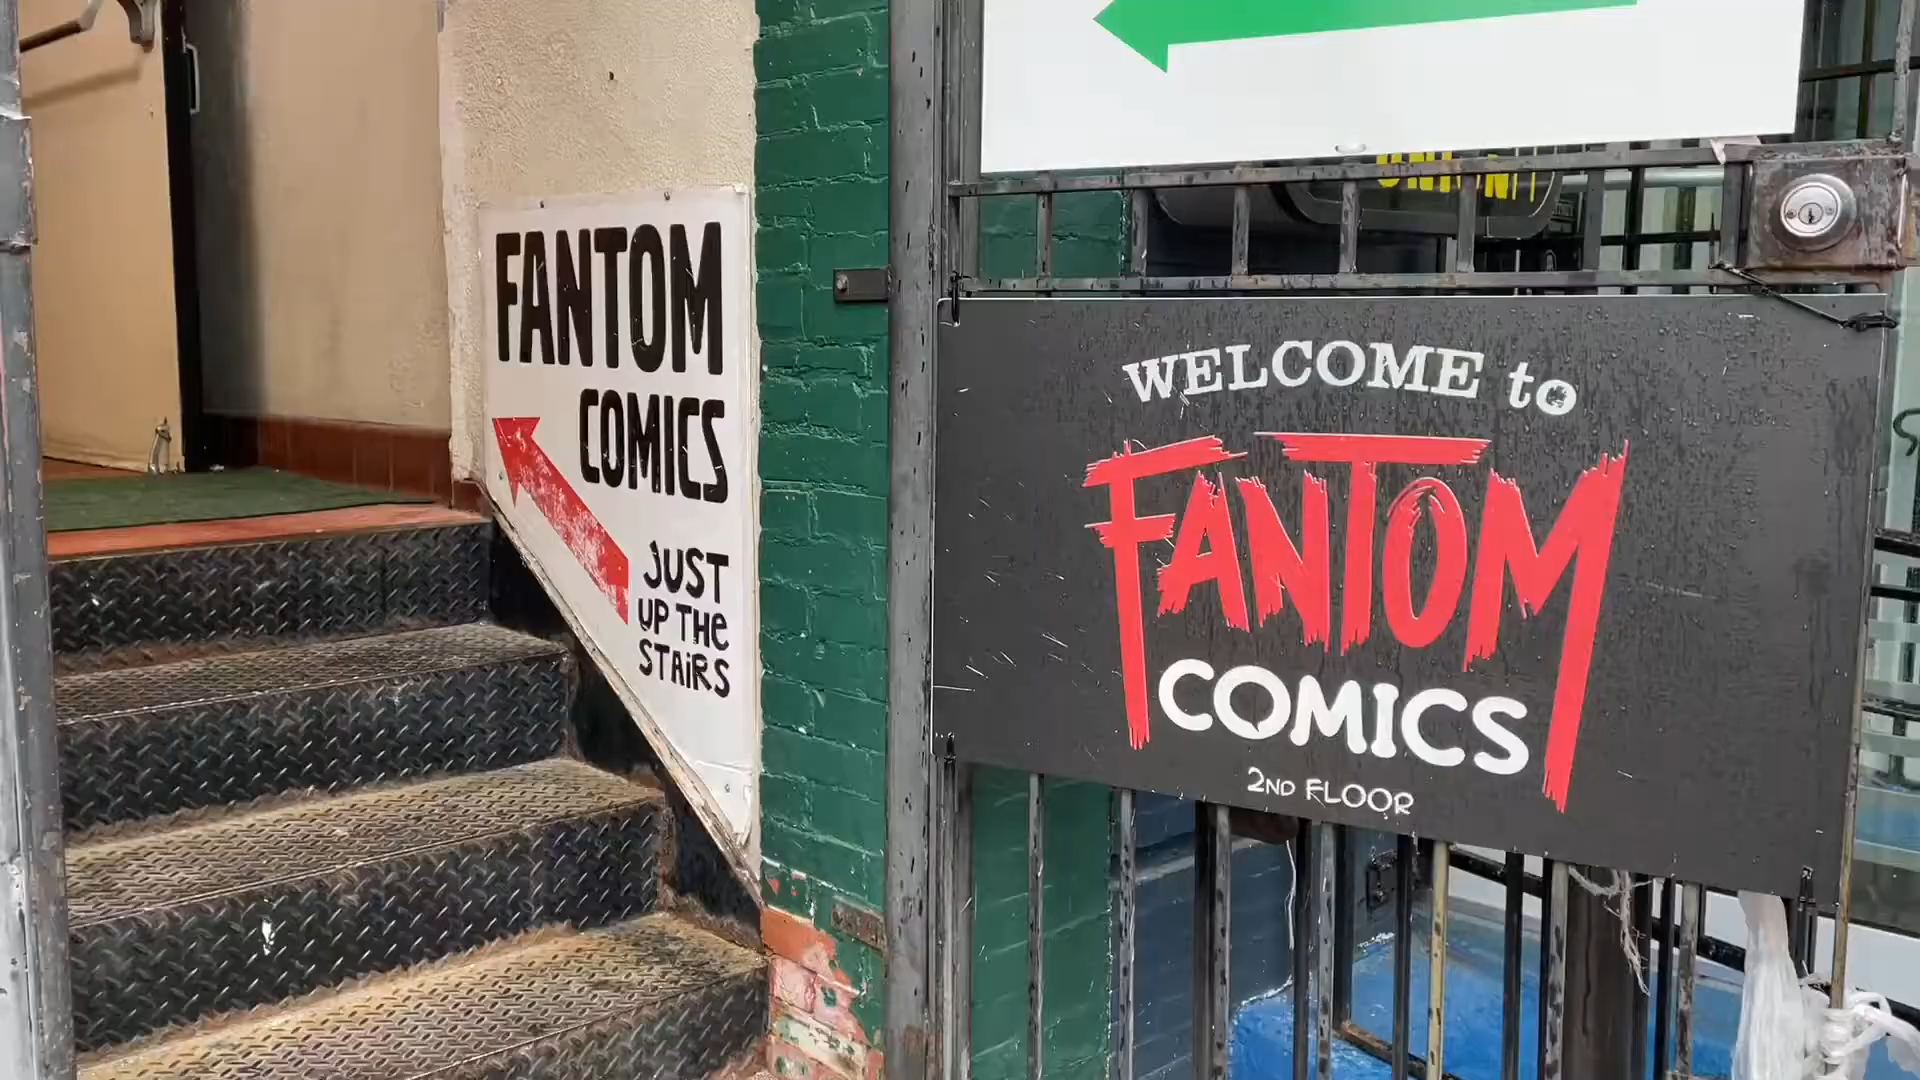 FANTOM
COMICS
JUST
UP THE
STAiRS
WELCOME to
FANTOM
COMICS
2ND FLOOR